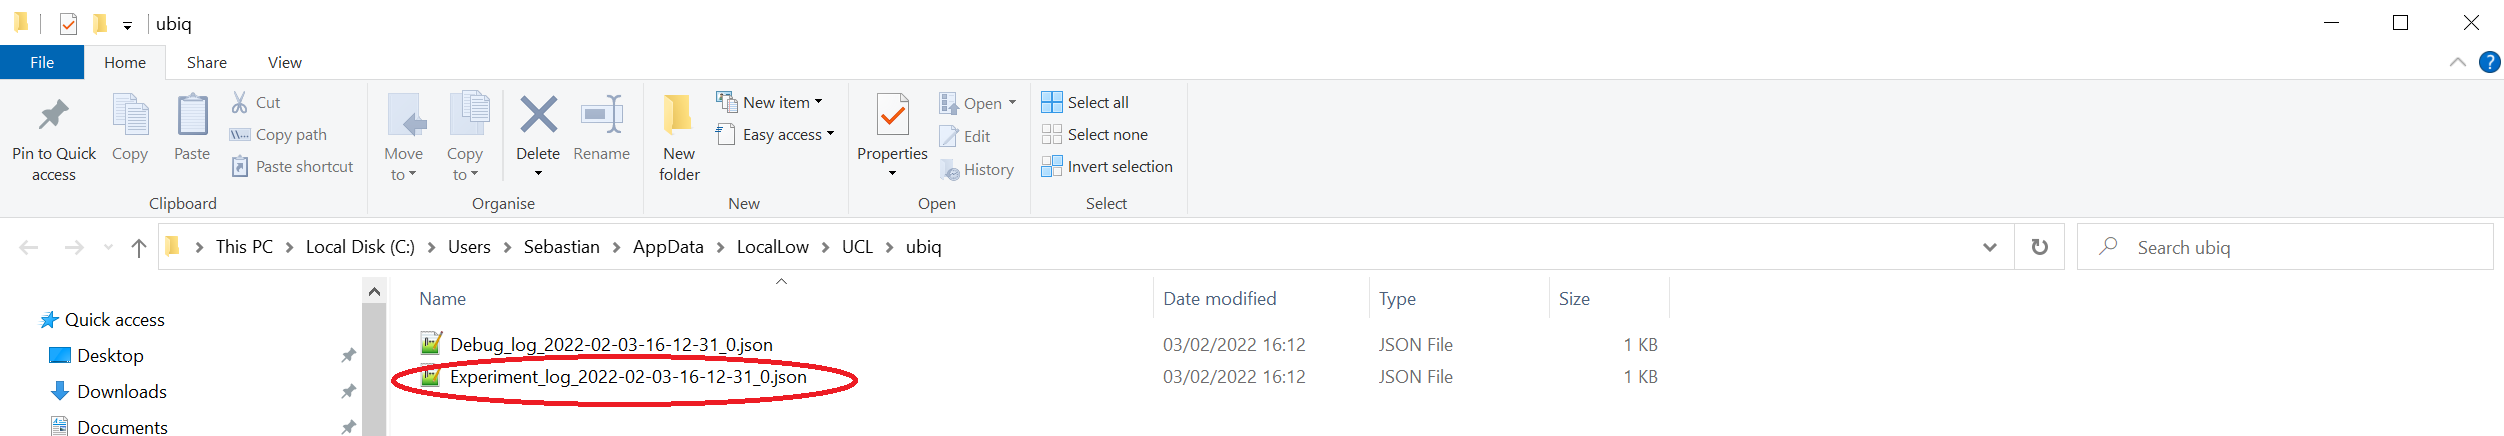 ubiq
File Home Share View
Pin to Quick access
Copy
Paste
Cut
Copy path
Paste shortcut
Clipboard
Move to
Copy to
Delete
Rename
Organise
New folder
New item
Easy access
New
Properties
Open
Edit
History
Open
Select all
Select none
Invert selection
Select
This PC > Local Disk (C:) > Users > Sebastian > AppData > LocalLow > UCL > ubiq
Search ubiq
Quick access
Desktop
Downloads
Documents
Name Date modified Type Size
Debug_log_2022-02-03-16-12-31_0.json 03/02/2022 16:12 JSON File 1 KB
Experiment_log_2022-02-03-16-12-31_0.json 03/02/2022 16:12 JSON File 1 KB